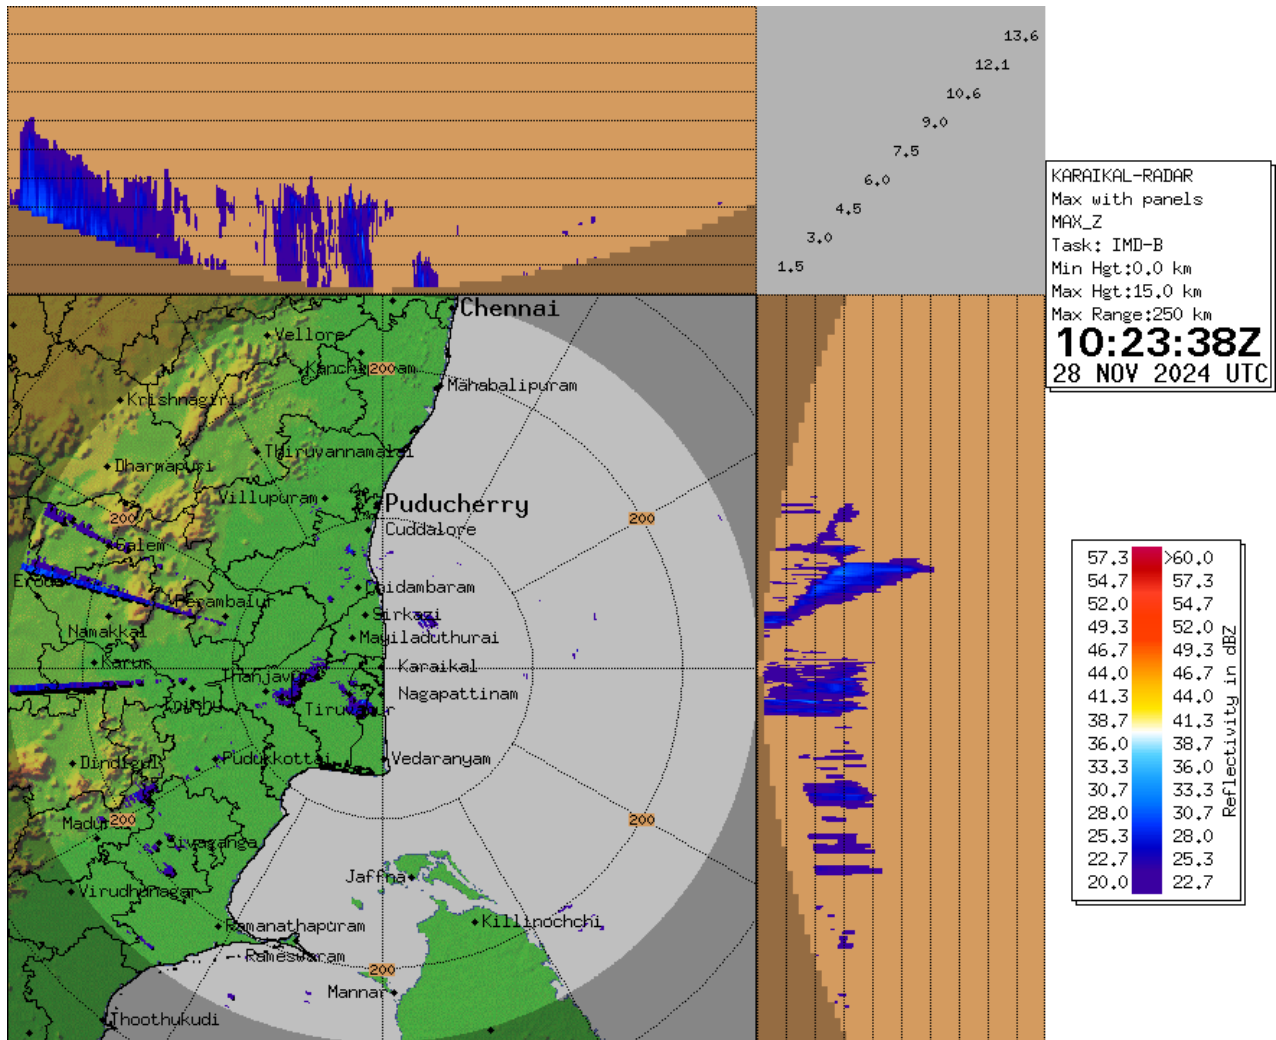 13.6
12.1
10.6
9.0
7.5
6.0
4.5
3.0
1.5
KARAIKAL-RADAR
Max with panels
MAX_Z
Task: IMD-B
Min Hgt:0.0 km
Max Hgt:15.0 km
Max Range:250 km
10:23:38Z
28 NOV 2024 UTC
Chennai
Vellore
200
Mahabalipuram
Krishnagiri
Thiruvannamalai
Dharmapuri
Villupuram
Puducherry
200
200
Cuddalore
Salem
Erode
Chidambaram
Perambalur
Sirkazi
Namakkal
Mayiladuthurai
Karur
Karaikal
Thanjavur
Nagapattinam
Tiruvarur
Pudukkottai
Vedaranyam
Dindigul
200
200
Madurai
Sivaganga
Jaffna
Virudhunagar
Killinochchi
Ramanathapuram
Rameswaram
200
Mannar
Thoothukudi
57.3 >60.0
54.7 57.3
52.0 54.7
49.3 52.0
46.7 49.3
44.0 46.7
41.3 44.0
38.7 41.3
36.0 38.7
33.3 36.0
30.7 33.3
28.0 30.7
25.3 28.0
22.7 25.3
20.0 22.7
Reflectivity in dBZ